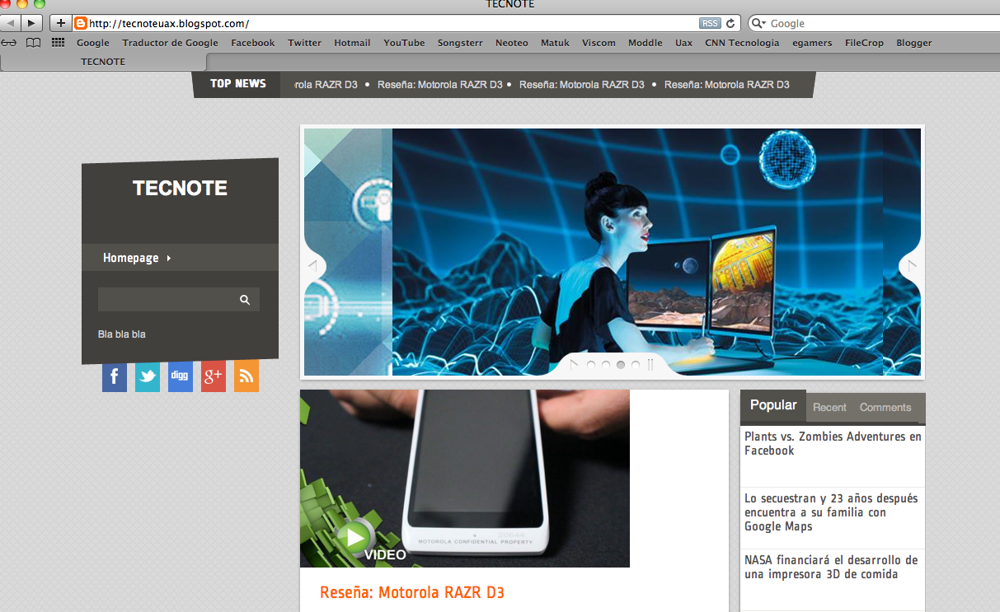 TECNOTE
http://tecnoteuax.blogspot.com/
RSS
Google
Google Traductor de Google Facebook Twitter Hotmail YouTube Songsterr Neoteo Matuk Viscom Moddle Uax CNN Tecnologia egamers FileCrop Blogger
TECNOTE
TOP NEWS rola RAZR D3 • Reseña: Motorola RAZR D3 • Reseña: Motorola RAZR D3 • Reseña: Motorola RAZR D3
TECNOTE
Homepage
Bla bla bla
f digg g+
MOTOROLA CONFIDENTIAL PROPERTY
VIDEO
Reseña: Motorola RAZR D3
Popular Recent Comments
Plants vs. Zombies Adventures en
Facebook
Lo secuestran y 23 años después
encuentra a su familia con
Google Maps
NASA financiará el desarrollo de
una impresora 3D de comida